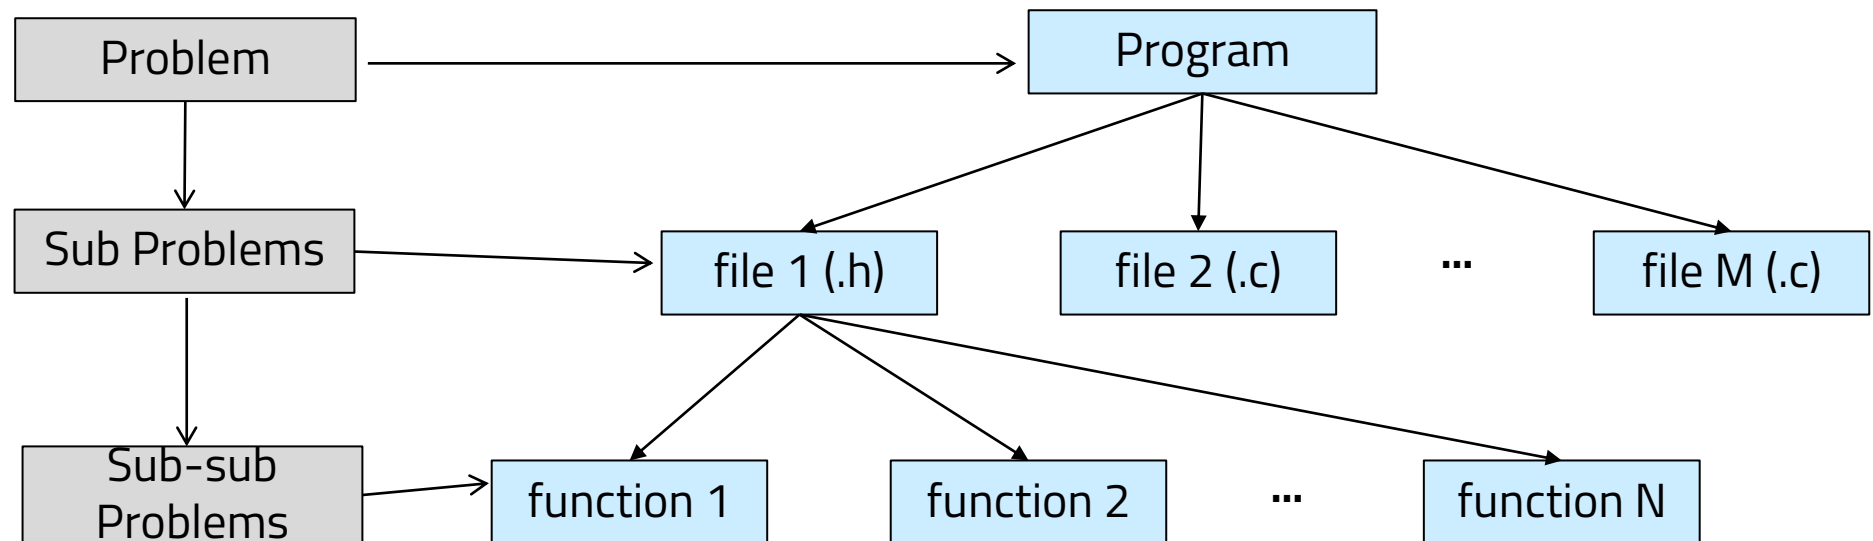 Problem
Program
Sub Problems
file 1 (.h)
file 2 (.c)
...
file M (.c)
Sub-sub
Problems
function 1
function 2
...
function N